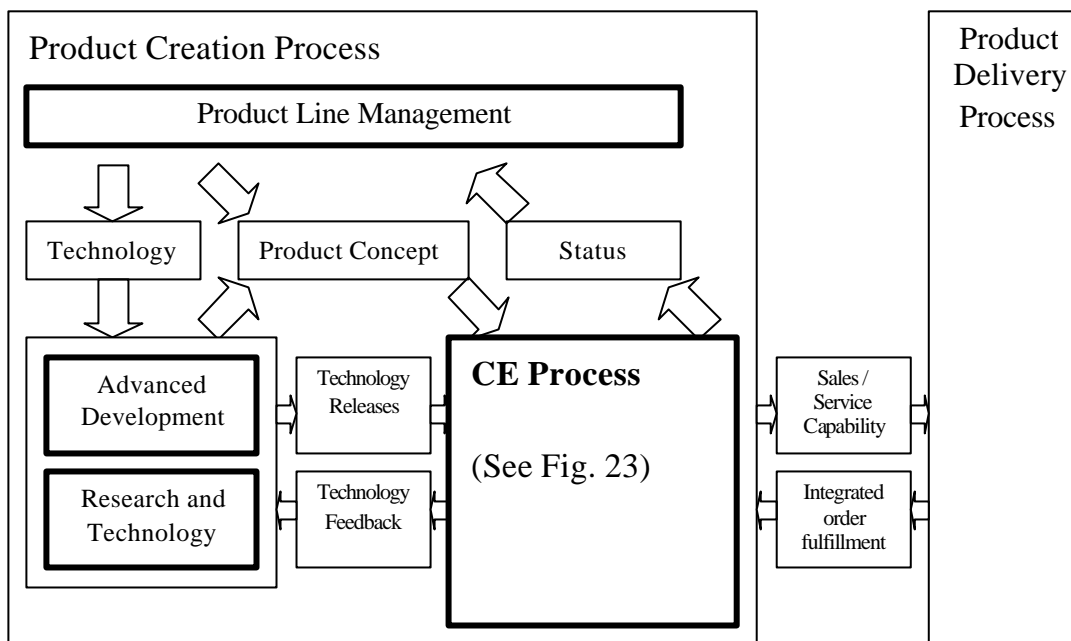 Product Creation Process
Product
Delivery
Process
Product Line Management
Technology
Product Concept
Status
Advanced
Development
Technology
Releases
CE Process
(See Fig. 23)
Sales /
Service
Capability
Research and
Technology
Technology
Feedback
Integrated
order
fulfillment